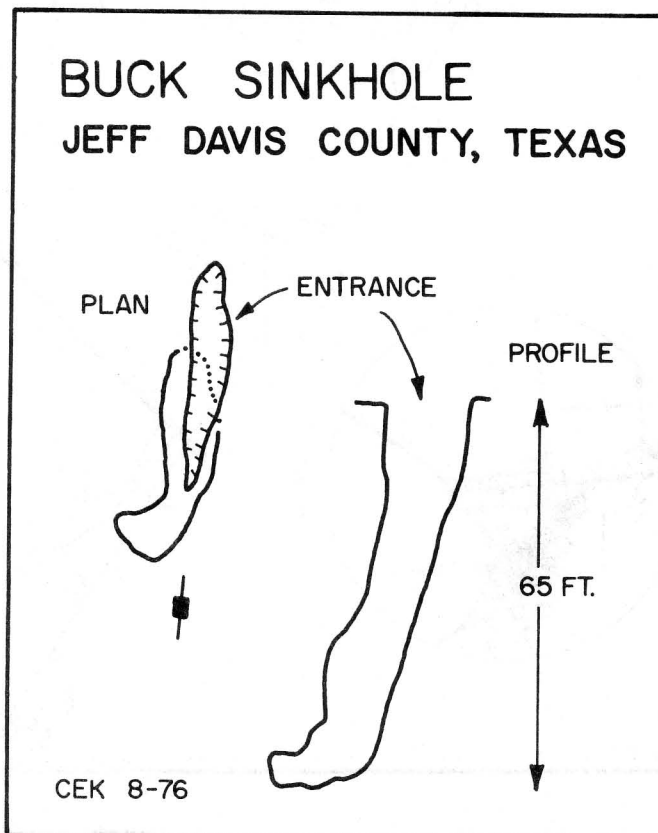 BUCK SINKHOLE
JEFF DAVIS COUNTY, TEXAS
PLAN
ENTRANCE
PROFILE
65 FT.
CEK 8-76